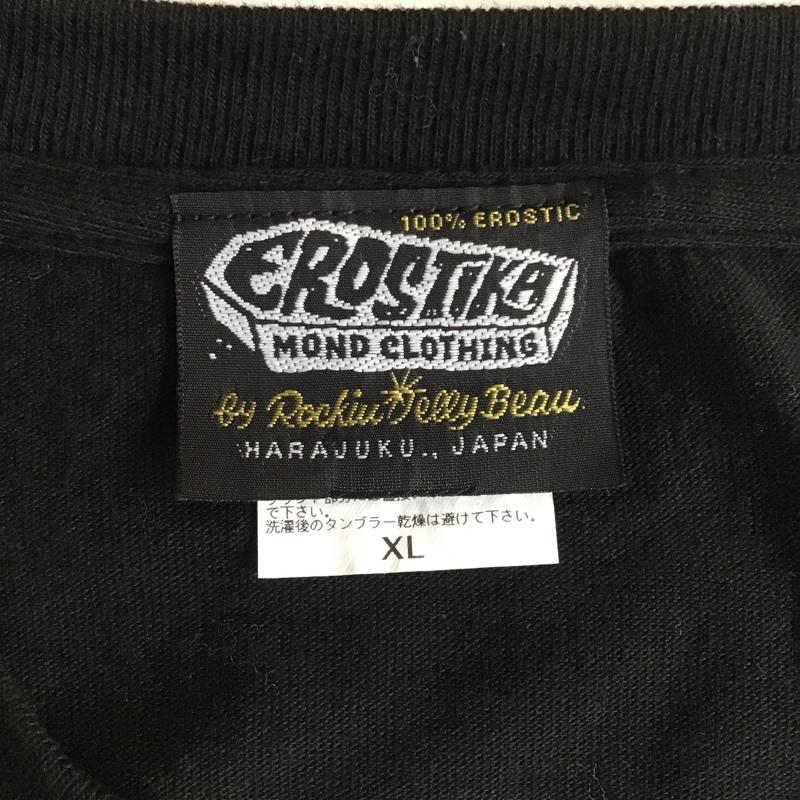 100% EROSTIC
EROSTIKA
MOND CLOTHING
by Rockin'Jelly Bean
HARAJUKU., JAPAN
で下さい。
洗濯後のタンブラー乾燥は避けて下さい。
XL